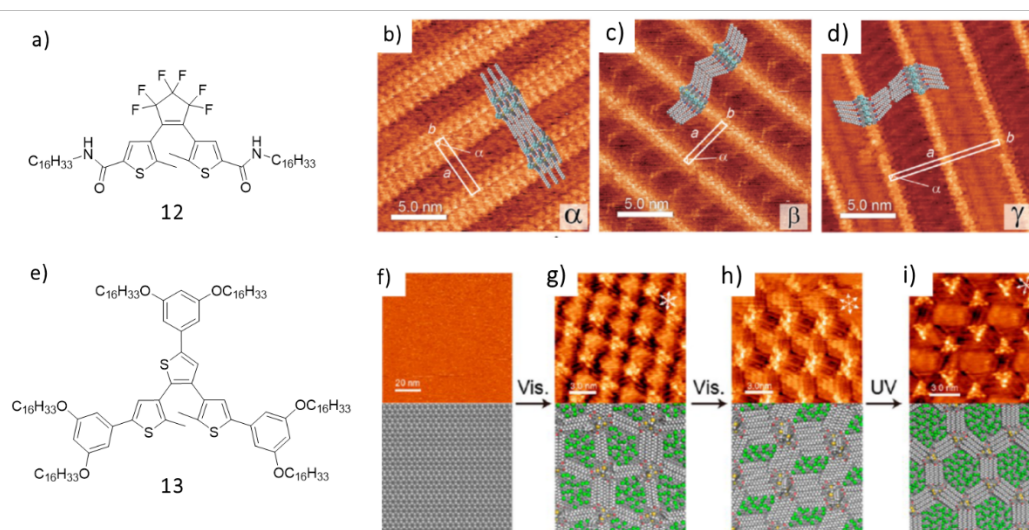 a)
F F
F F
F F
H
N
C₁₆H₃₃
O
S
S
O
H
N
C₁₆H₃₃
12
b)
b
a
α
5.0 nm
α
c)
b
a
α
5.0 nm
β
d)
b
a
α
5.0 nm
γ
e)
C₁₆H₃₃O
OC₁₆H₃₃
S
C₁₆H₃₃O
S
S
OC₁₆H₃₃
OC₁₆H₃₃
OC₁₆H₃₃
13
f)
20 nm
Vis.
g)
3.0 nm
Vis.
h)
3.0 nm
UV
i)
3.0 nm